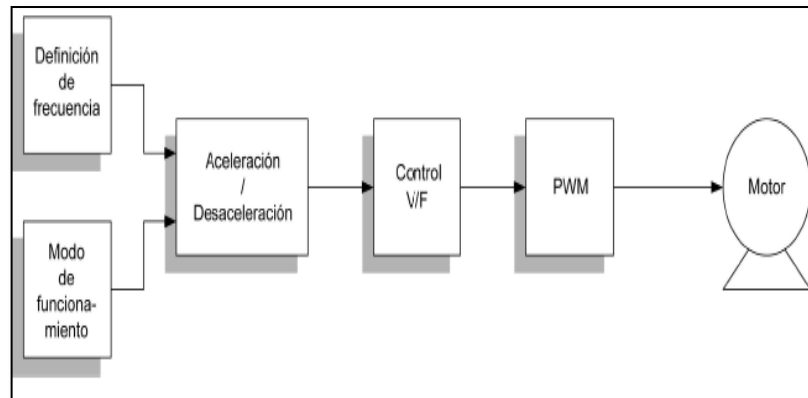 Definición
de
frecuencia
Modo
de
funciona-
miento
Aceleración
/
Desaceleración
Control
V/F
PWM
Motor